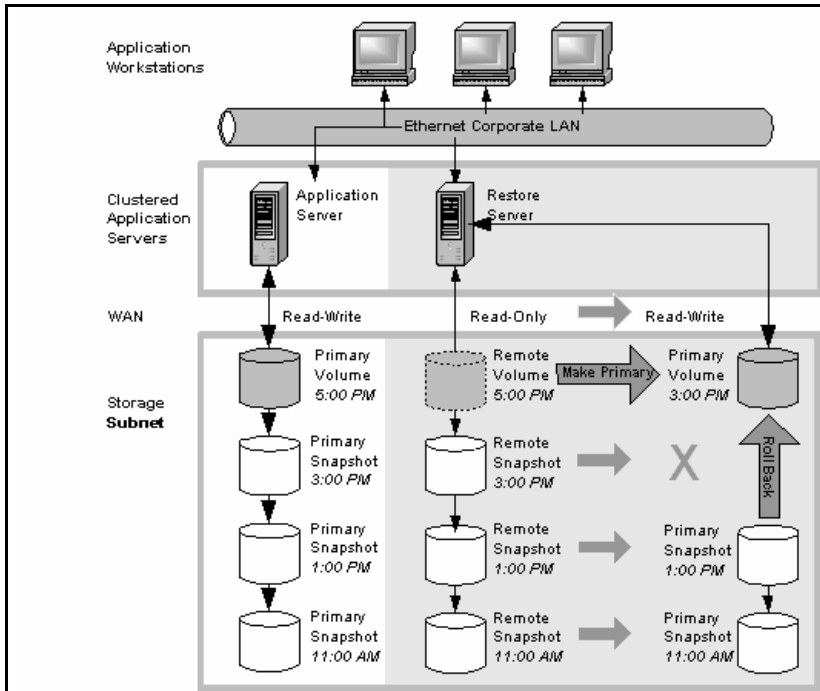 Application
Workstations
Ethernet Corporate LAN
Clustered
Application
Servers
Application
Server
Restore
Server
WAN
Read-Write
Read-Only
Read-Write
Storage
Subnet
Primary
Volume
5:00 PM
Remote
Volume
5:00 PM
Make Primary
Primary
Volume
3:00 PM
Primary
Snapshot
3:00 PM
Remote
Snapshot
3:00 PM
X
Roll Back
Primary
Snapshot
1:00 PM
Remote
Snapshot
1:00 PM
Primary
Snapshot
1:00 PM
Primary
Snapshot
11:00 AM
Remote
Snapshot
11:00 AM
Primary
Snapshot
11:00 AM